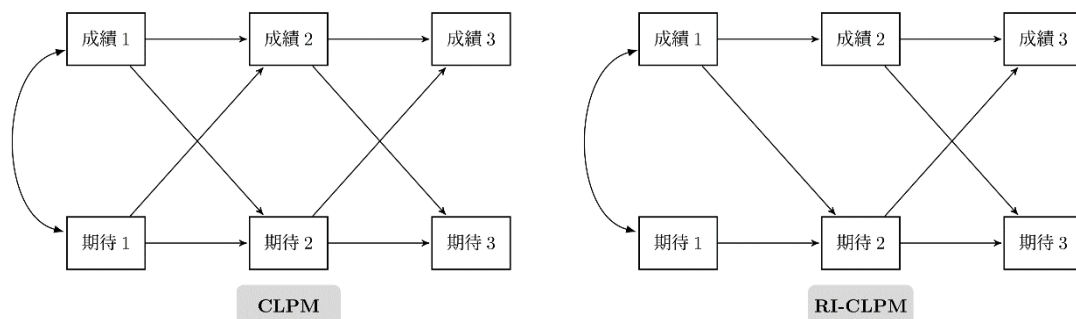 成績 1 成績 2 成績 3 成績 1 成績 2 成績 3
期待 1 期待 2 期待 3 期待 1 期待 2 期待 3
CLPM RI-CLPM